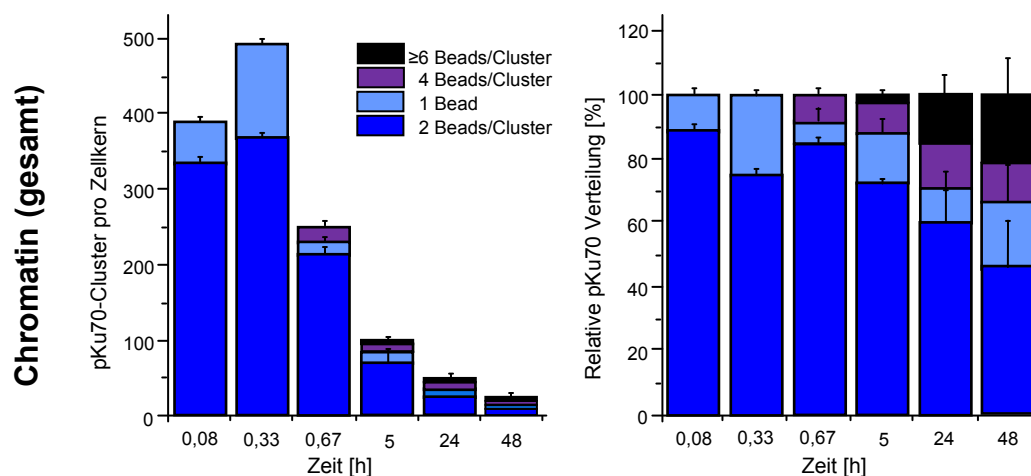 Chromatin (gesamt)
pKu70-Cluster pro Zellkern
500
400
300
200
100
0
≥6 Beads/Cluster
4 Beads/Cluster
1 Bead
2 Beads/Cluster
0,08 0,33 0,67 5 24 48
Zeit [h]
Relative pKu70 Verteilung [%]
120
100
80
60
40
20
0
0,08 0,33 0,67 5 24 48
Zeit [h]